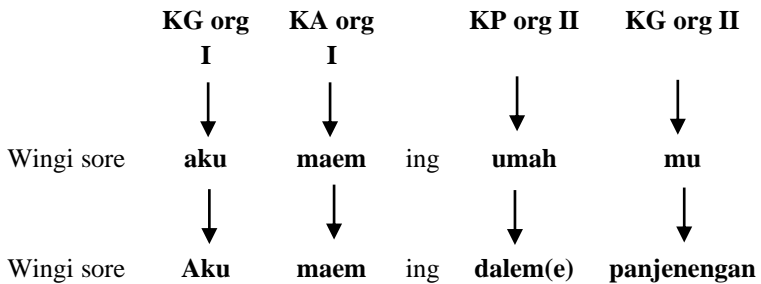 KG org KA org KP org II KG org II
I I
Wingi sore aku maem ing umah mu
Wingi sore Aku maem ing dalem(e) panjenengan